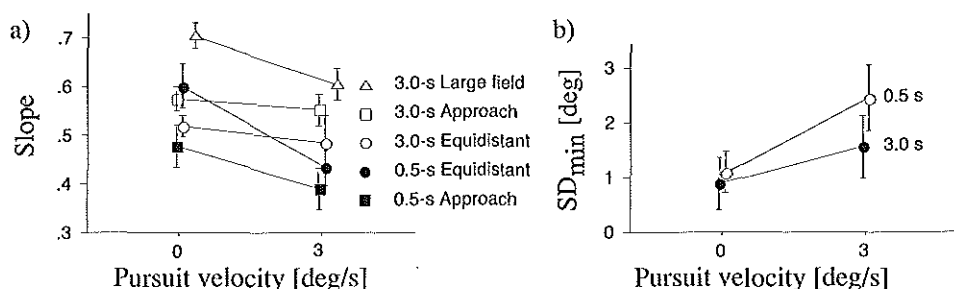 a)
.7
.6
.5
.4
.3
Slope
0
3
Pursuit velocity [deg/s]
3.0-s Large field
3.0-s Approach
3.0-s Equidistant
0.5-s Equidistant
0.5-s Approach
b)
3
2
1
0
SDmin [deg]
0.5 s
3.0 s
0
3
Pursuit velocity [deg/s]